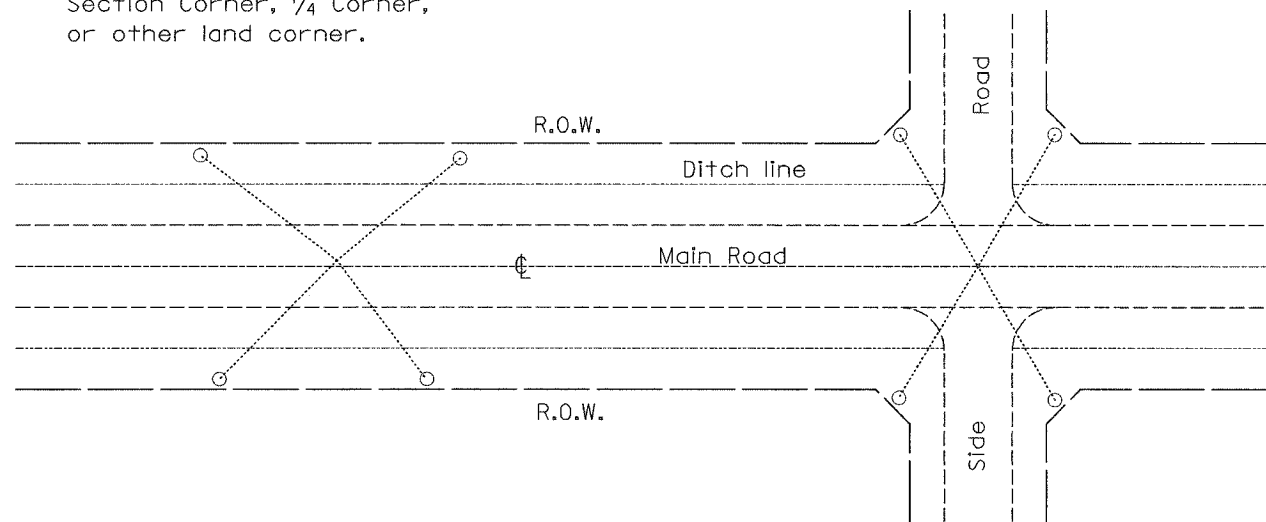 Section Corner, 1/4 Corner,
or other land corner.
Road
R.O.W.
Ditch line
Main Road
℄
R.O.W.
Side